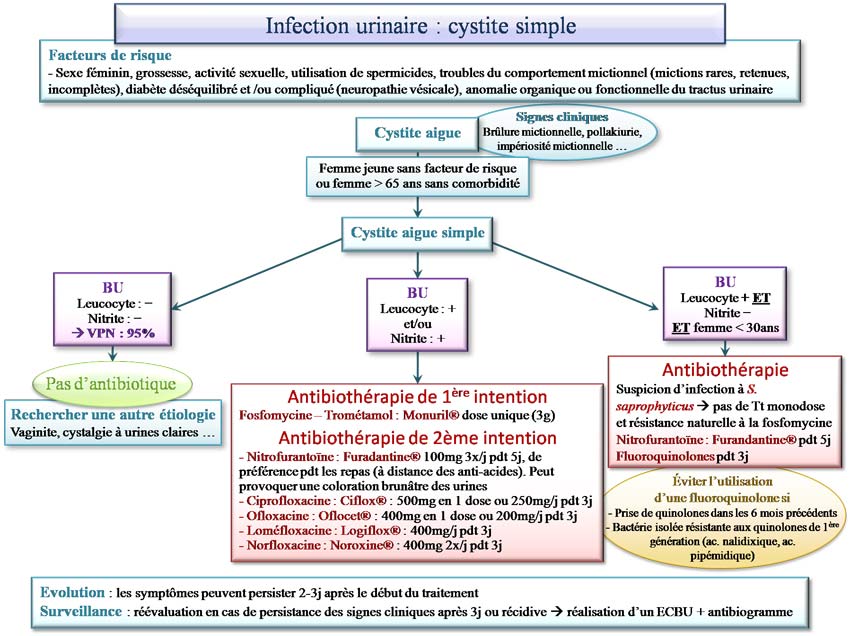 Infection urinaire : cystite simple
Facteurs de risque
- Sexe féminin, grossesse, activité sexuelle, utilisation de spermicides, troubles du comportement mictionnel (mictions rares, retenues,
incomplètes), diabète déséquilibré et /ou compliqué (neuropathie vésicale), anomalie organique ou fonctionnelle du tractus urinaire
Cystite aigue
Signes cliniques
Brûlure mictionnelle, pollakiurie,
impériosité mictionnelle …
Femme jeune sans facteur de risque
ou femme > 65 ans sans comorbidité
Cystite aigue simple
BU
Leucocyte : −
Nitrite : −
→ VPN : 95%
Pas d'antibiotique
Rechercher une autre étiologie
Vaginite, cystalgie à urines claires …
BU
Leucocyte : +
et/ou
Nitrite : +
Antibiothérapie de 1ère intention
Fosfomycine – Trométamol : Monuril® dose unique (3g)
Antibiothérapie de 2ème intention
- Nitrofurantoïne : Furadantine® 100mg 3x/j pdt 5j, de
préférence pdt les repas (à distance des anti-acides). Peut
provoquer une coloration brunâtre des urines
- Ciprofloxacine : Ciflox® : 500mg en 1 dose ou 250mg/j pdt 3j
- Ofloxacine : Oflocet® : 400mg en 1 dose ou 200mg/j pdt 3j
- Loméfloxacine : Logiflox® : 400mg/j pdt 3j
- Norfloxacine : Noroxine® : 400mg 2x/j pdt 3j
BU
Leucocyte + ET
Nitrite −
ET femme < 30ans
Antibiothérapie
Suspicion d'infection à S.
saprophyticus → pas de Tt monodose
et résistance naturelle à la fosfomycine
Nitrofurantoïne : Furandantine® pdt 5j
Fluoroquinolones pdt 3j
Éviter l'utilisation
d'une fluoroquinolone si
- Prise de quinolones dans les 6 mois précédents
- Bactérie isolée résistante aux quinolones de 1ère
génération (ac. nalidixique, ac.
pipémidique)
Evolution : les symptômes peuvent persister 2-3j après le début du traitement
Surveillance : réévaluation en cas de persistance des signes cliniques après 3j ou récidive → réalisation d'un ECBU + antibiogramme